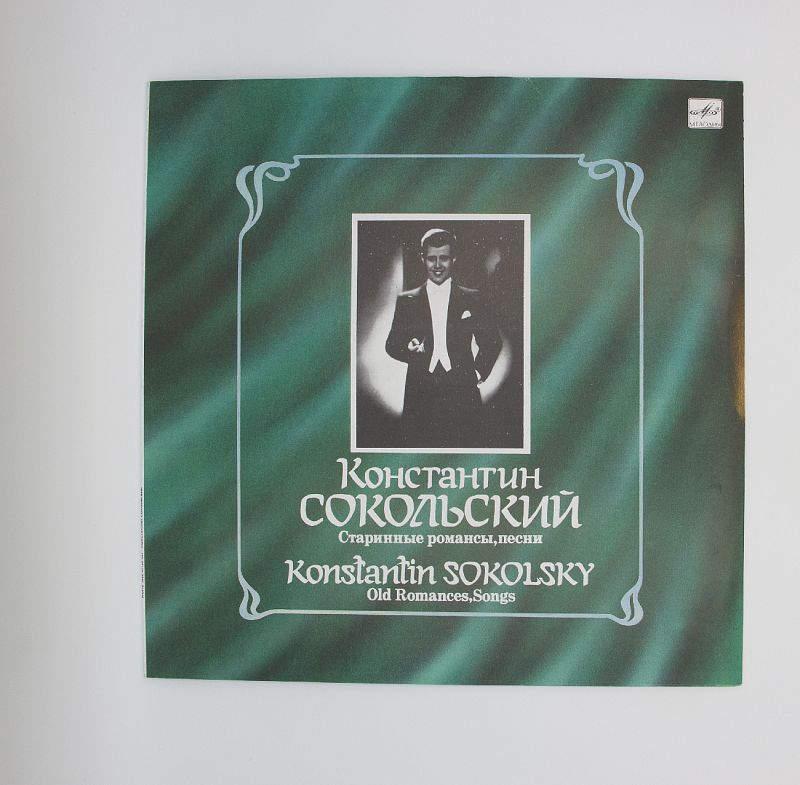 МЕЛОДИЯ
Константин
СОКОЛЬСКИЙ
Старинные романсы,песни
Konstantin SOKOLSKY
Old Romances,Songs